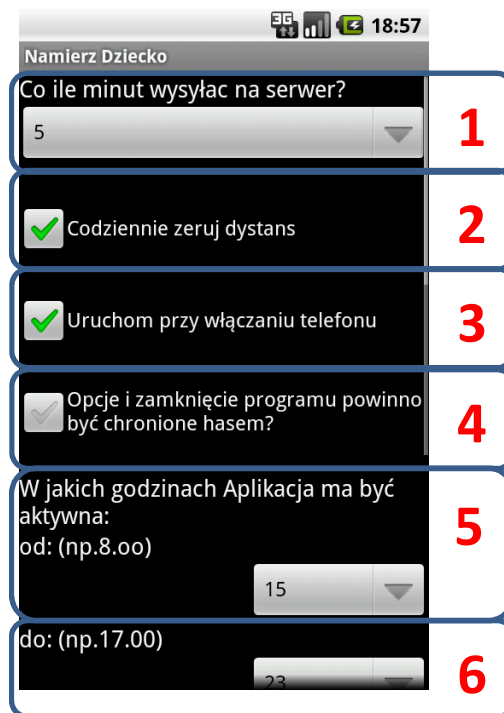 3G 18:57
Namierz Dziecko
Co ile minut wysyłac na serwer?
5
1
Codziennie zeruj dystans
2
Uruchom przy włączaniu telefonu
3
Opcje i zamknięcie programu powinno
być chronione hasem?
4
W jakich godzinach Aplikacja ma być
aktywna:
od: (np.8.oo)
15
5
do: (np.17.00)
23
6